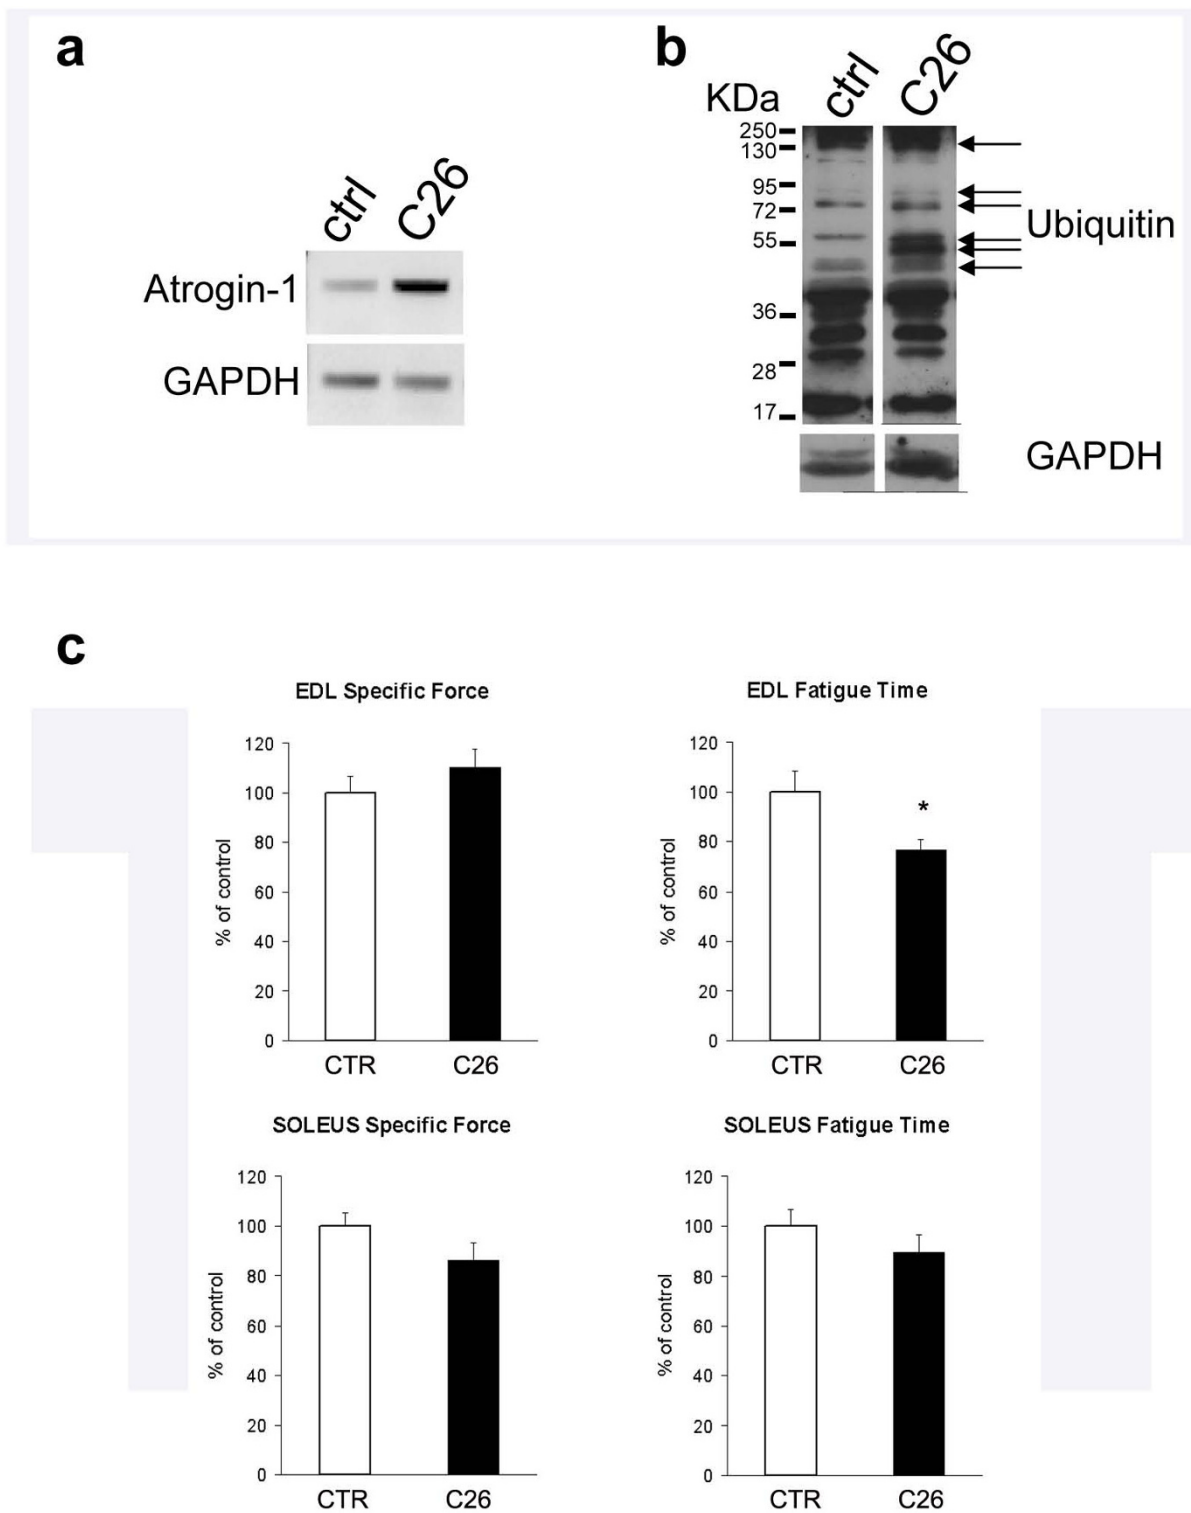 a
ctrl C26
Atrogin-1
GAPDH
b
KDa ctrl C26
250
130
95
72
55
36
28
17
Ubiquitin
GAPDH
c
EDL Specific Force
120
100
80
60
40
20
0
% of control
CTR C26
EDL Fatigue Time
120
100
80
60
40
20
0
% of control
*
CTR C26
SOLEUS Specific Force
120
100
80
60
40
20
0
% of control
CTR C26
SOLEUS Fatigue Time
120
100
80
60
40
20
0
% of control
CTR C26